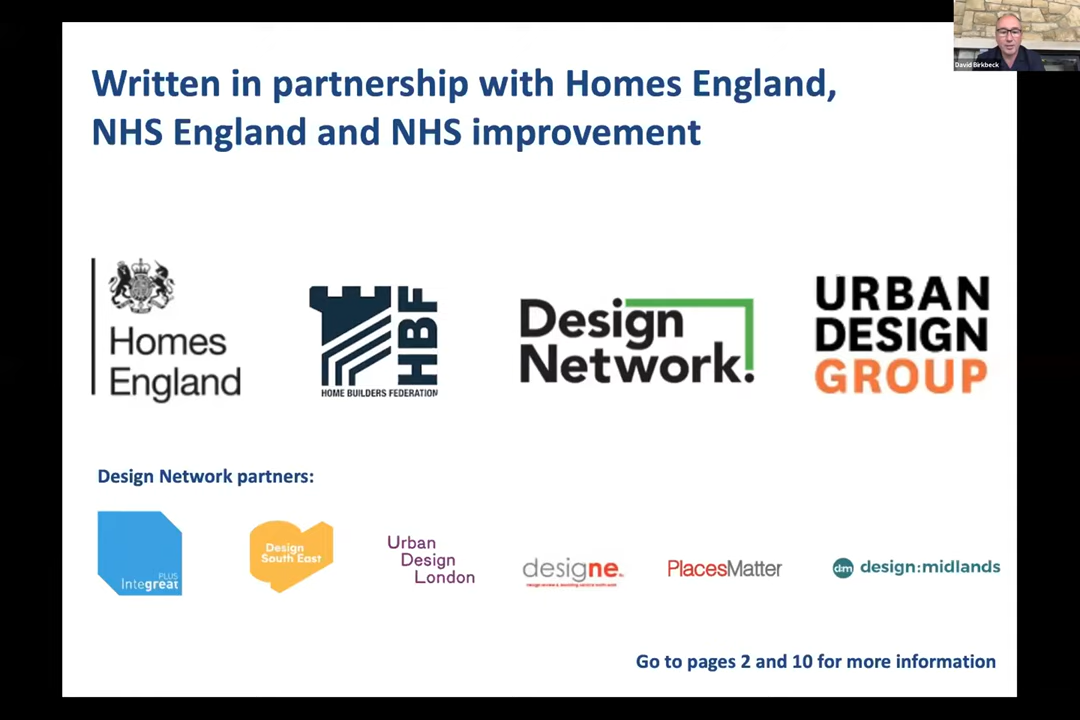 David Birkbeck
Written in partnership with Homes England,
NHS England and NHS improvement
Homes
England
HBF
HOME BUILDERS FEDERATION
Design
Network.
URBAN
DESIGN
GROUP
Design Network partners:
PLUS
Integreat
Design
South East
Urban
Design
London
designe.
PlacesMatter
dm design:midlands
Go to pages 2 and 10 for more information